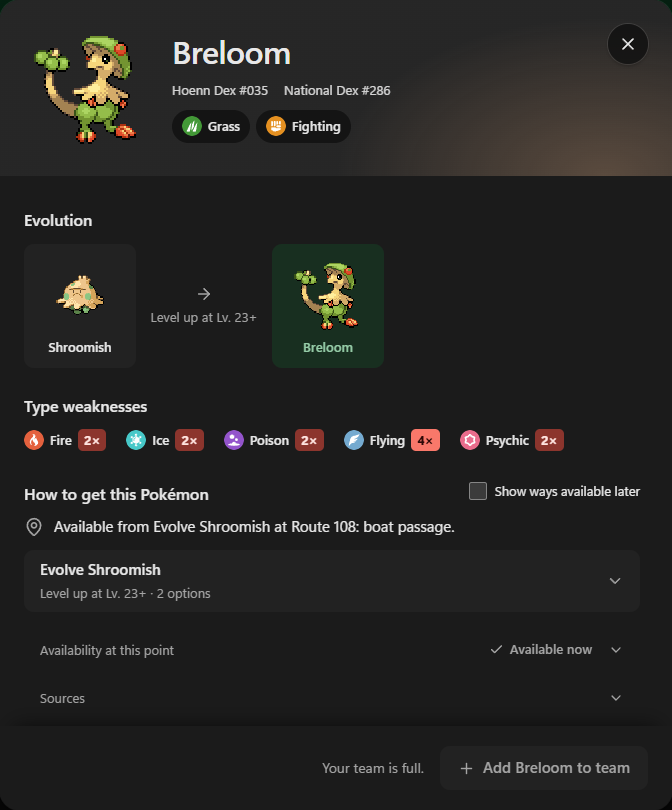 Breloom
Hoenn Dex #035 National Dex #286
Grass Fighting
Evolution
Shroomish
Level up at Lv. 23+
Breloom
Type weaknesses
Fire 2× Ice 2× Poison 2× Flying 4× Psychic 2×
How to get this Pokémon
Show ways available later
Available from Evolve Shroomish at Route 108: boat passage.
Evolve Shroomish
Level up at Lv. 23+ · 2 options
Availability at this point
Available now
Sources
Your team is full.
+ Add Breloom to team